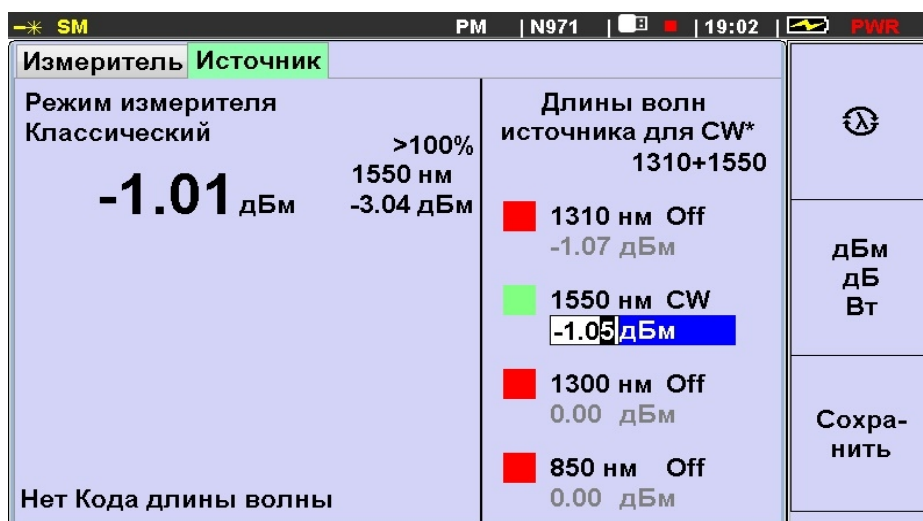 SM PM | N971 | | 19:02 | PWR
Измеритель Источник
Режим измерителя
Классический
>100%
1550 нм
-1.01 дБм
-3.04 дБм
Нет Кода длины волны
Длины волн
источника для CW*
1310+1550
1310 нм Off
-1.07 дБм
1550 нм CW
-1.05 дБм
1300 нм Off
0.00 дБм
850 нм Off
0.00 дБм
λ
дБм
дБ
Вт
Сохра-
нить